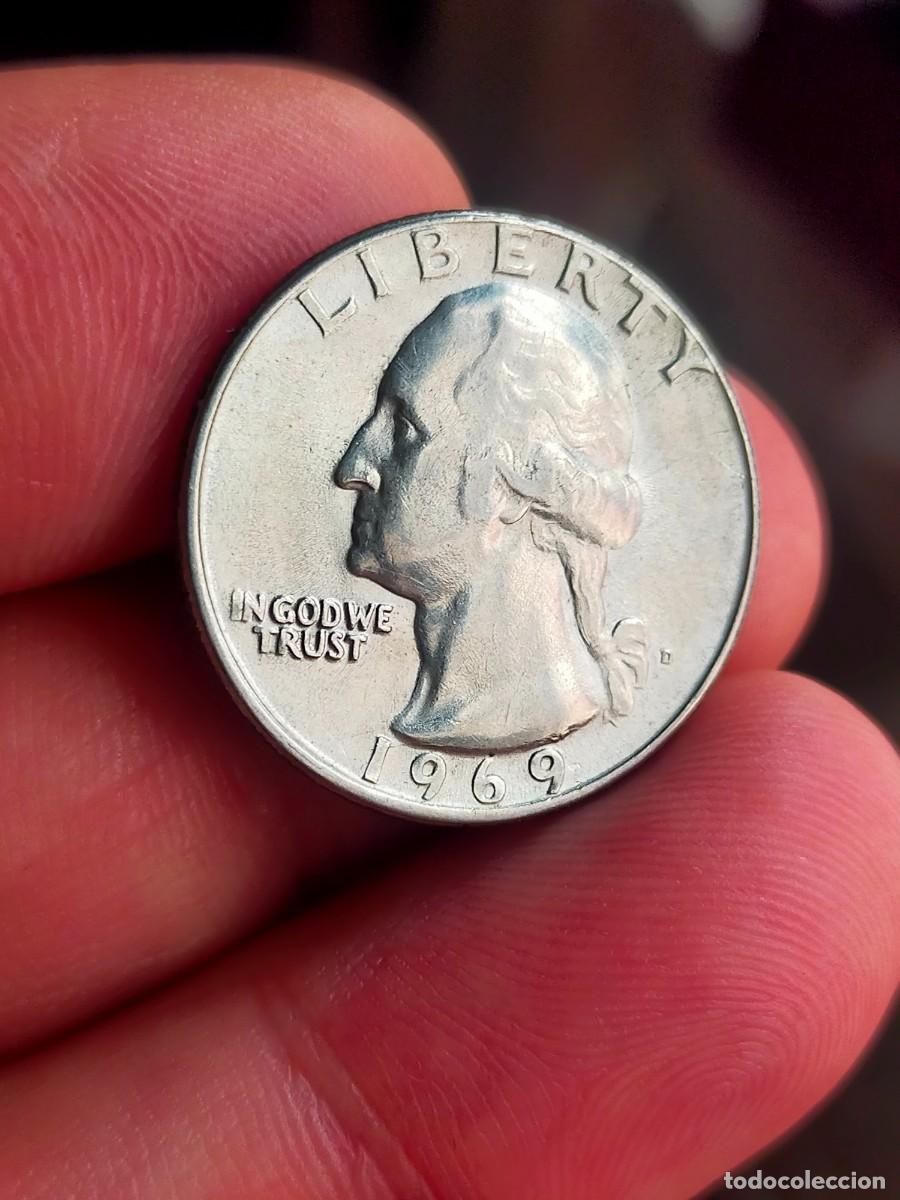 LIBERTY
IN GOD WE
TRUST
D
1969
todocoleccion